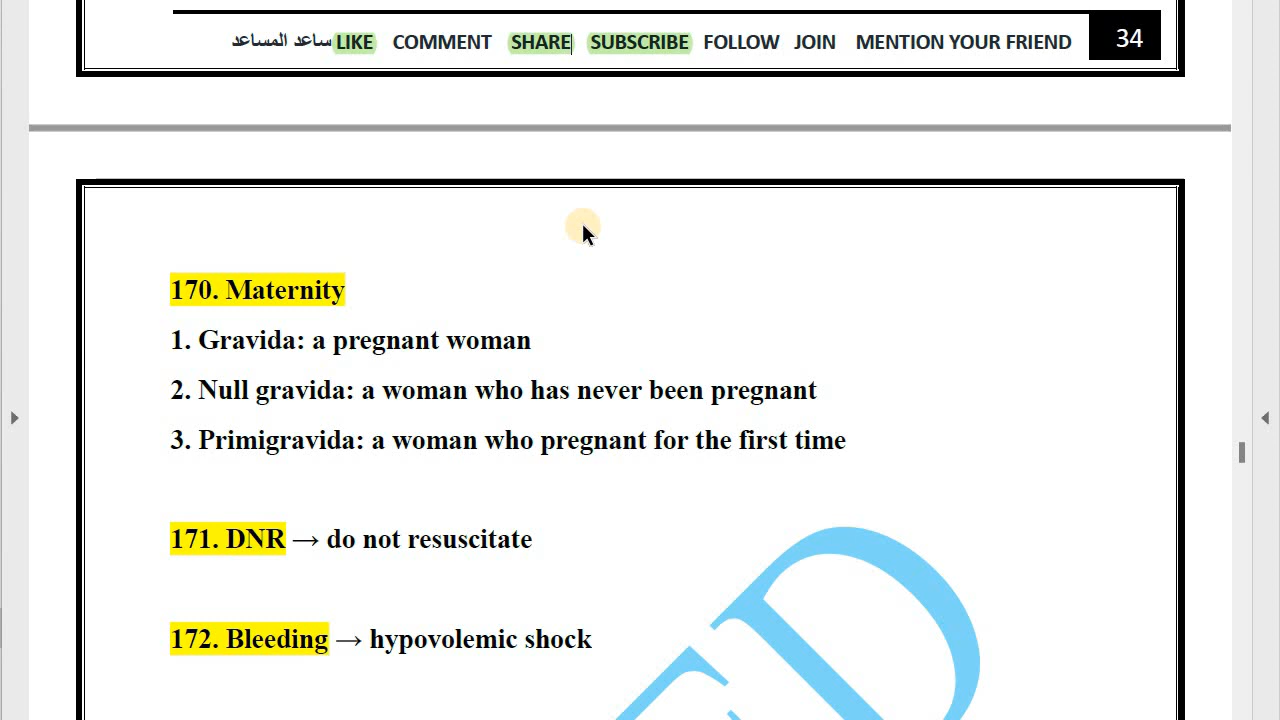 ساعد المساعد LIKE COMMENT SHARE SUBSCRIBE FOLLOW JOIN MENTION YOUR FRIEND 34
170. Maternity
1. Gravida: a pregnant woman
2. Null gravida: a woman who has never been pregnant
3. Primigravida: a woman who pregnant for the first time
171. DNR → do not resuscitate
172. Bleeding → hypovolemic shock